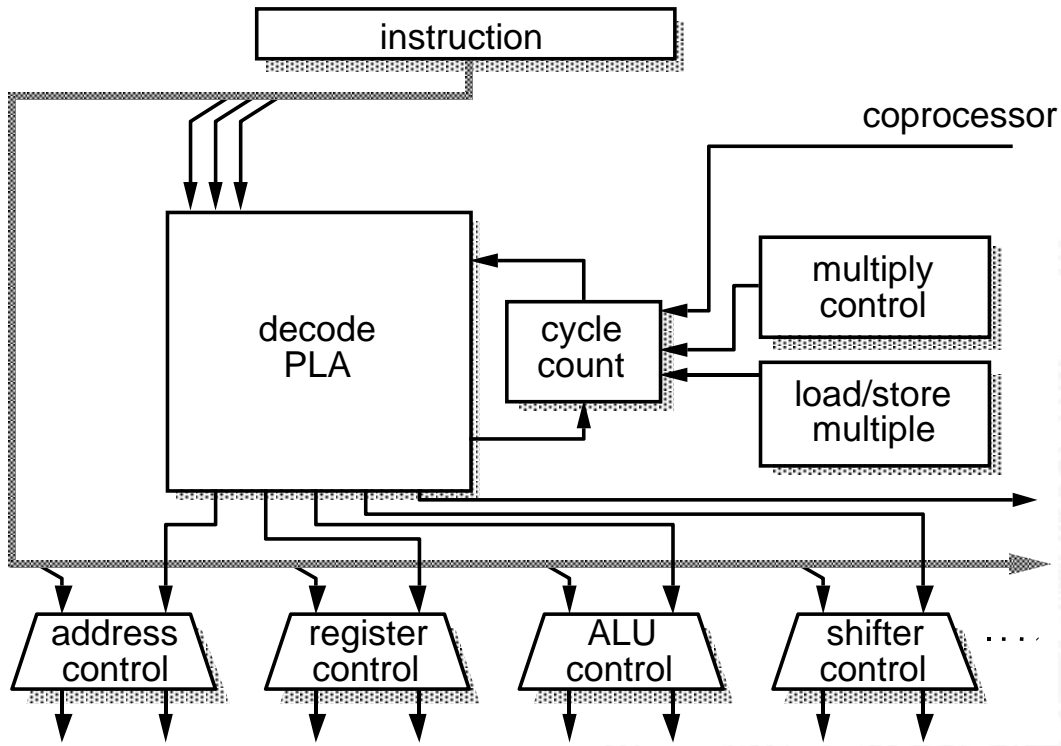 instruction
coprocessor
multiply
control
decode
PLA
cycle
count
load/store
multiple
address
control
register
control
ALU
control
shifter
control
. . . .